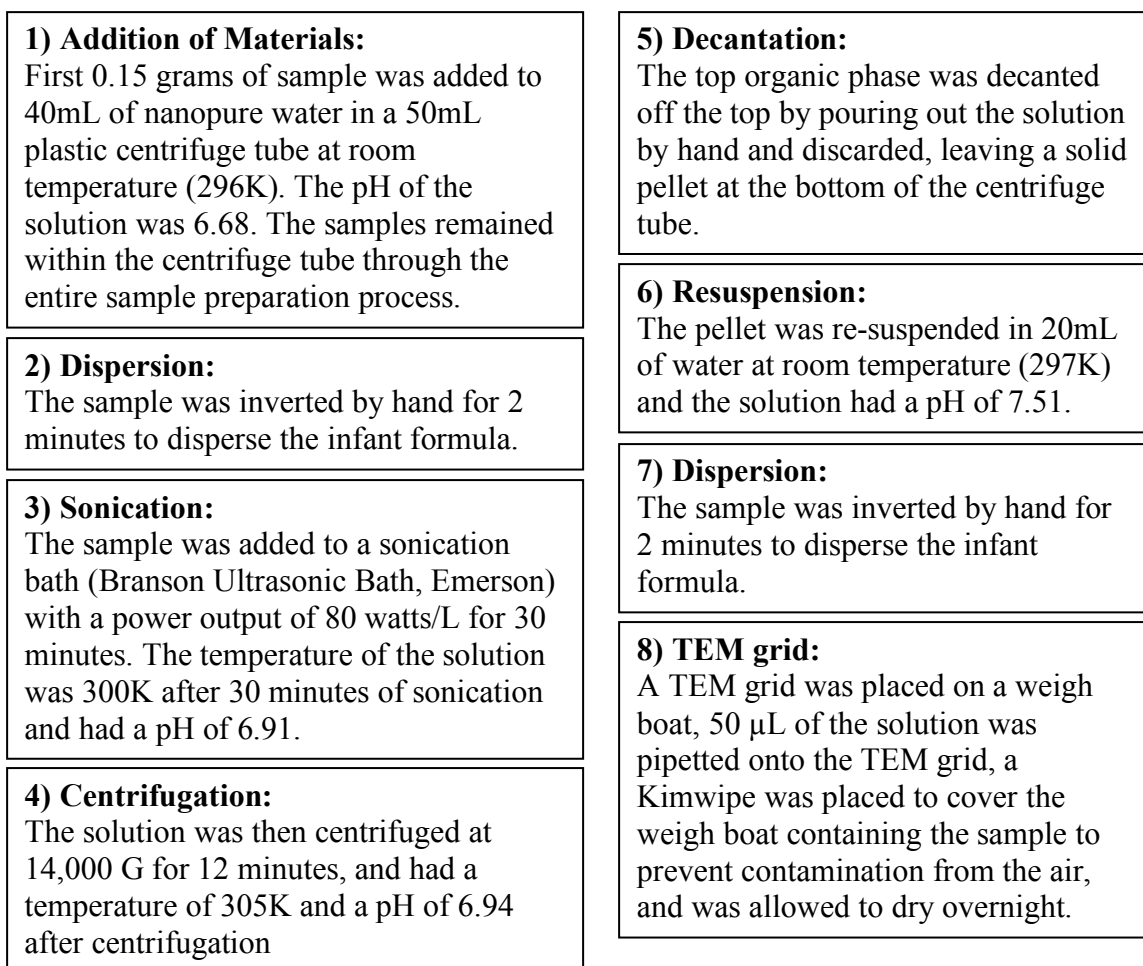 1) Addition of Materials:
First 0.15 grams of sample was added to
40mL of nanopure water in a 50mL
plastic centrifuge tube at room
temperature (296K). The pH of the
solution was 6.68. The samples remained
within the centrifuge tube through the
entire sample preparation process.
2) Dispersion:
The sample was inverted by hand for 2
minutes to disperse the infant formula.
3) Sonication:
The sample was added to a sonication
bath (Branson Ultrasonic Bath, Emerson)
with a power output of 80 watts/L for 30
minutes. The temperature of the solution
was 300K after 30 minutes of sonication
and had a pH of 6.91.
4) Centrifugation:
The solution was then centrifuged at
14,000 G for 12 minutes, and had a
temperature of 305K and a pH of 6.94
after centrifugation
5) Decantation:
The top organic phase was decanted
off the top by pouring out the solution
by hand and discarded, leaving a solid
pellet at the bottom of the centrifuge
tube.
6) Resuspension:
The pellet was re-suspended in 20mL
of water at room temperature (297K)
and the solution had a pH of 7.51.
7) Dispersion:
The sample was inverted by hand for
2 minutes to disperse the infant
formula.
8) TEM grid:
A TEM grid was placed on a weigh
boat, 50 µL of the solution was
pipetted onto the TEM grid, a
Kimwipe was placed to cover the
weigh boat containing the sample to
prevent contamination from the air,
and was allowed to dry overnight.